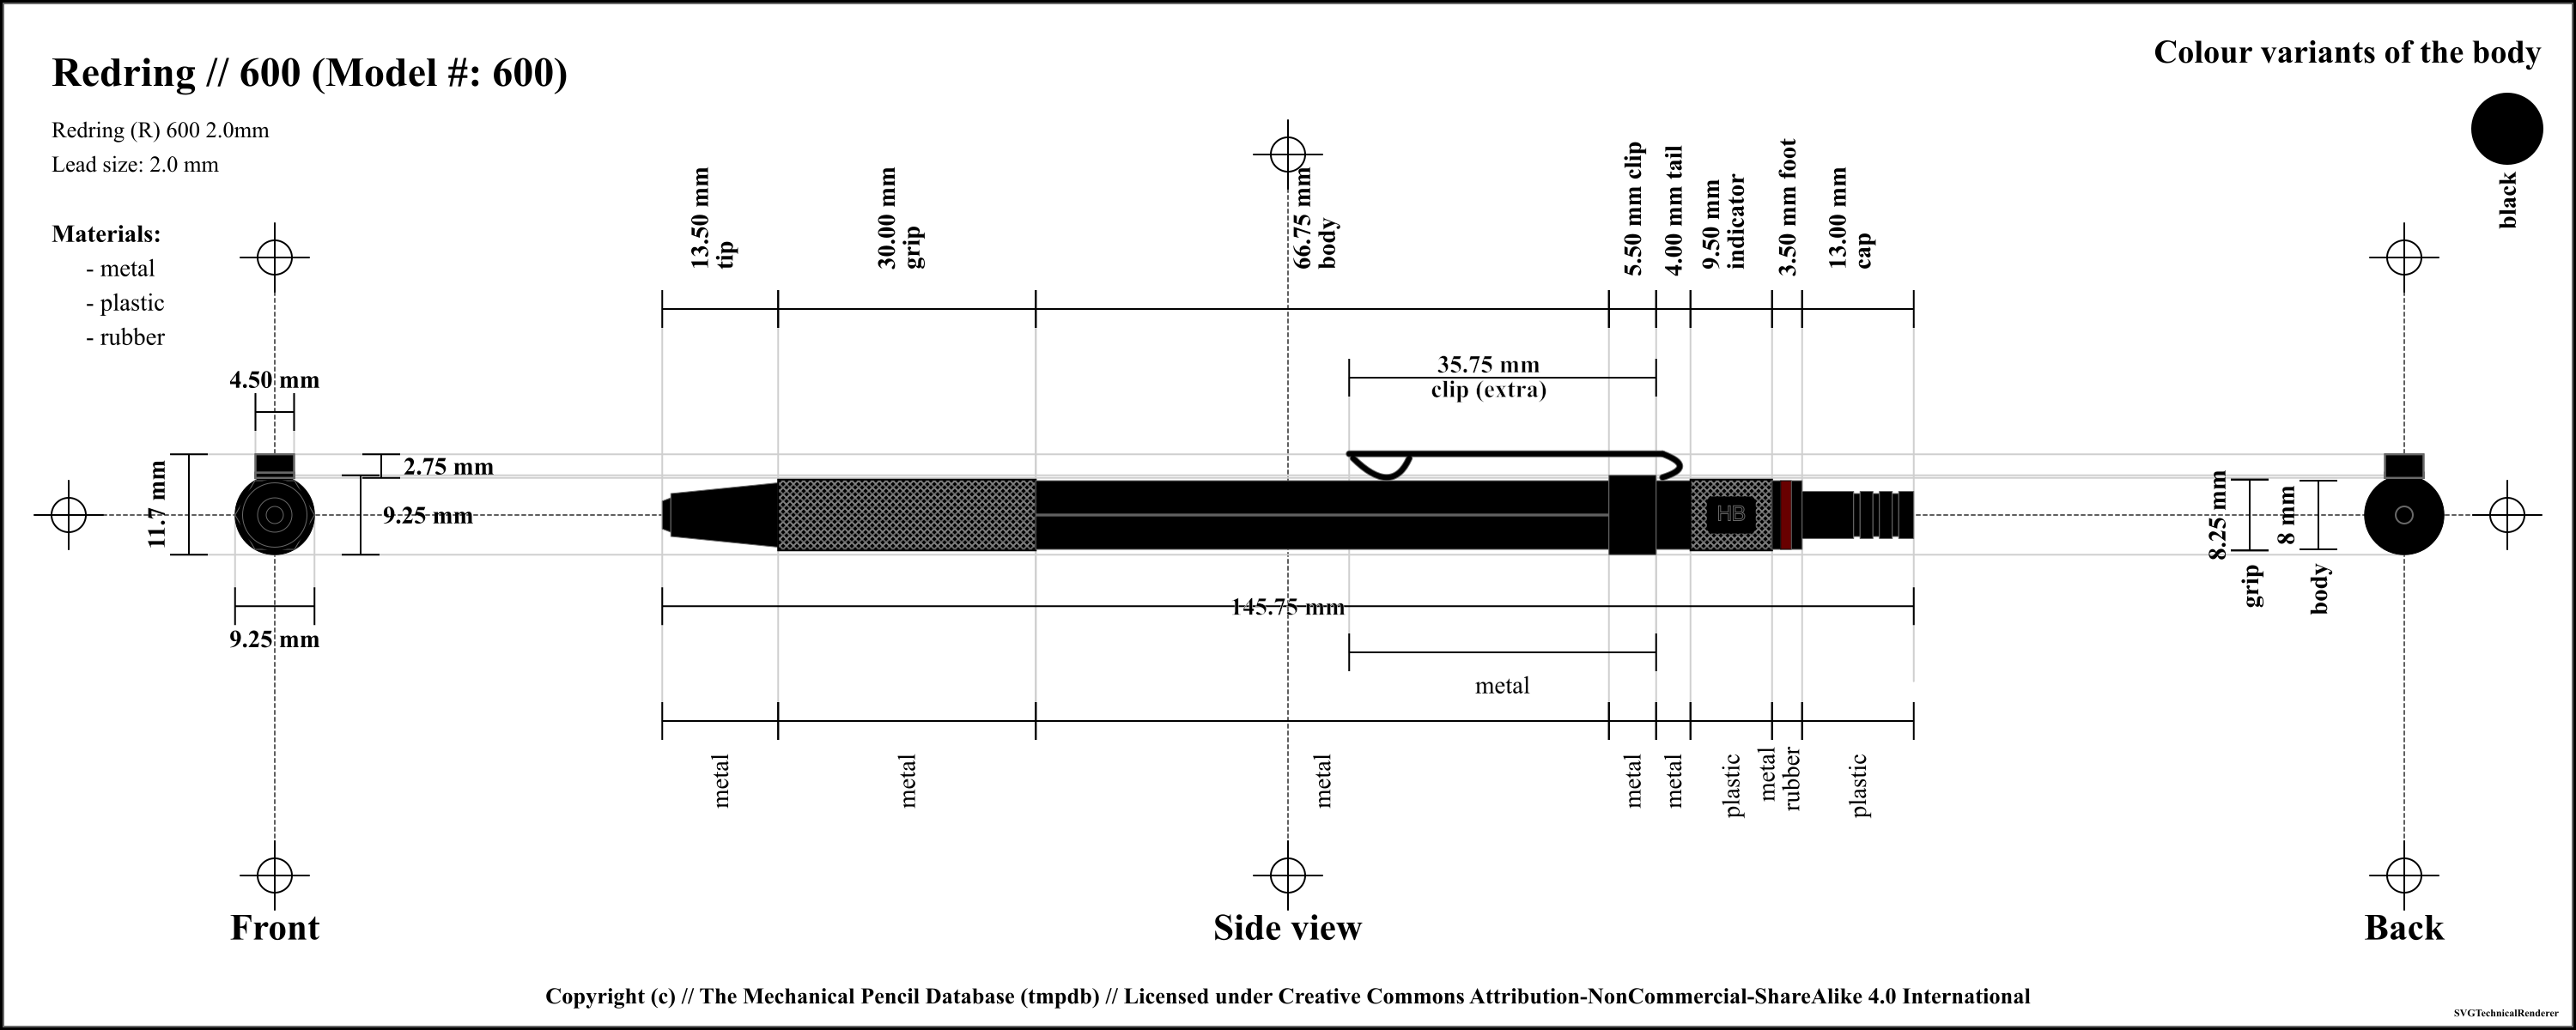 Redring // 600 (Model #: 600)
Colour variants of the body
Redring (R) 600 2.0mm
Lead size: 2.0 mm
black
Materials:
- metal
- plastic
- rubber
13.50 mm
tip
30.00 mm
grip
66.75 mm
body
5.50 mm clip
4.00 mm tail
9.50 mm
indicator
3.50 mm foot
13.00 mm
cap
35.75 mm
clip (extra)
4.50 mm
2.75 mm
11.7 mm
9.25 mm
9.25 mm
HB
8.25 mm
grip
8 mm
body
145.75 mm
metal
metal
metal
metal
metal
metal
plastic
metal
rubber
plastic
Front
Side view
Back
Copyright (c) // The Mechanical Pencil Database (tmpdb) // Licensed under Creative Commons Attribution-NonCommercial-ShareAlike 4.0 International
SVGTechnicalRenderer